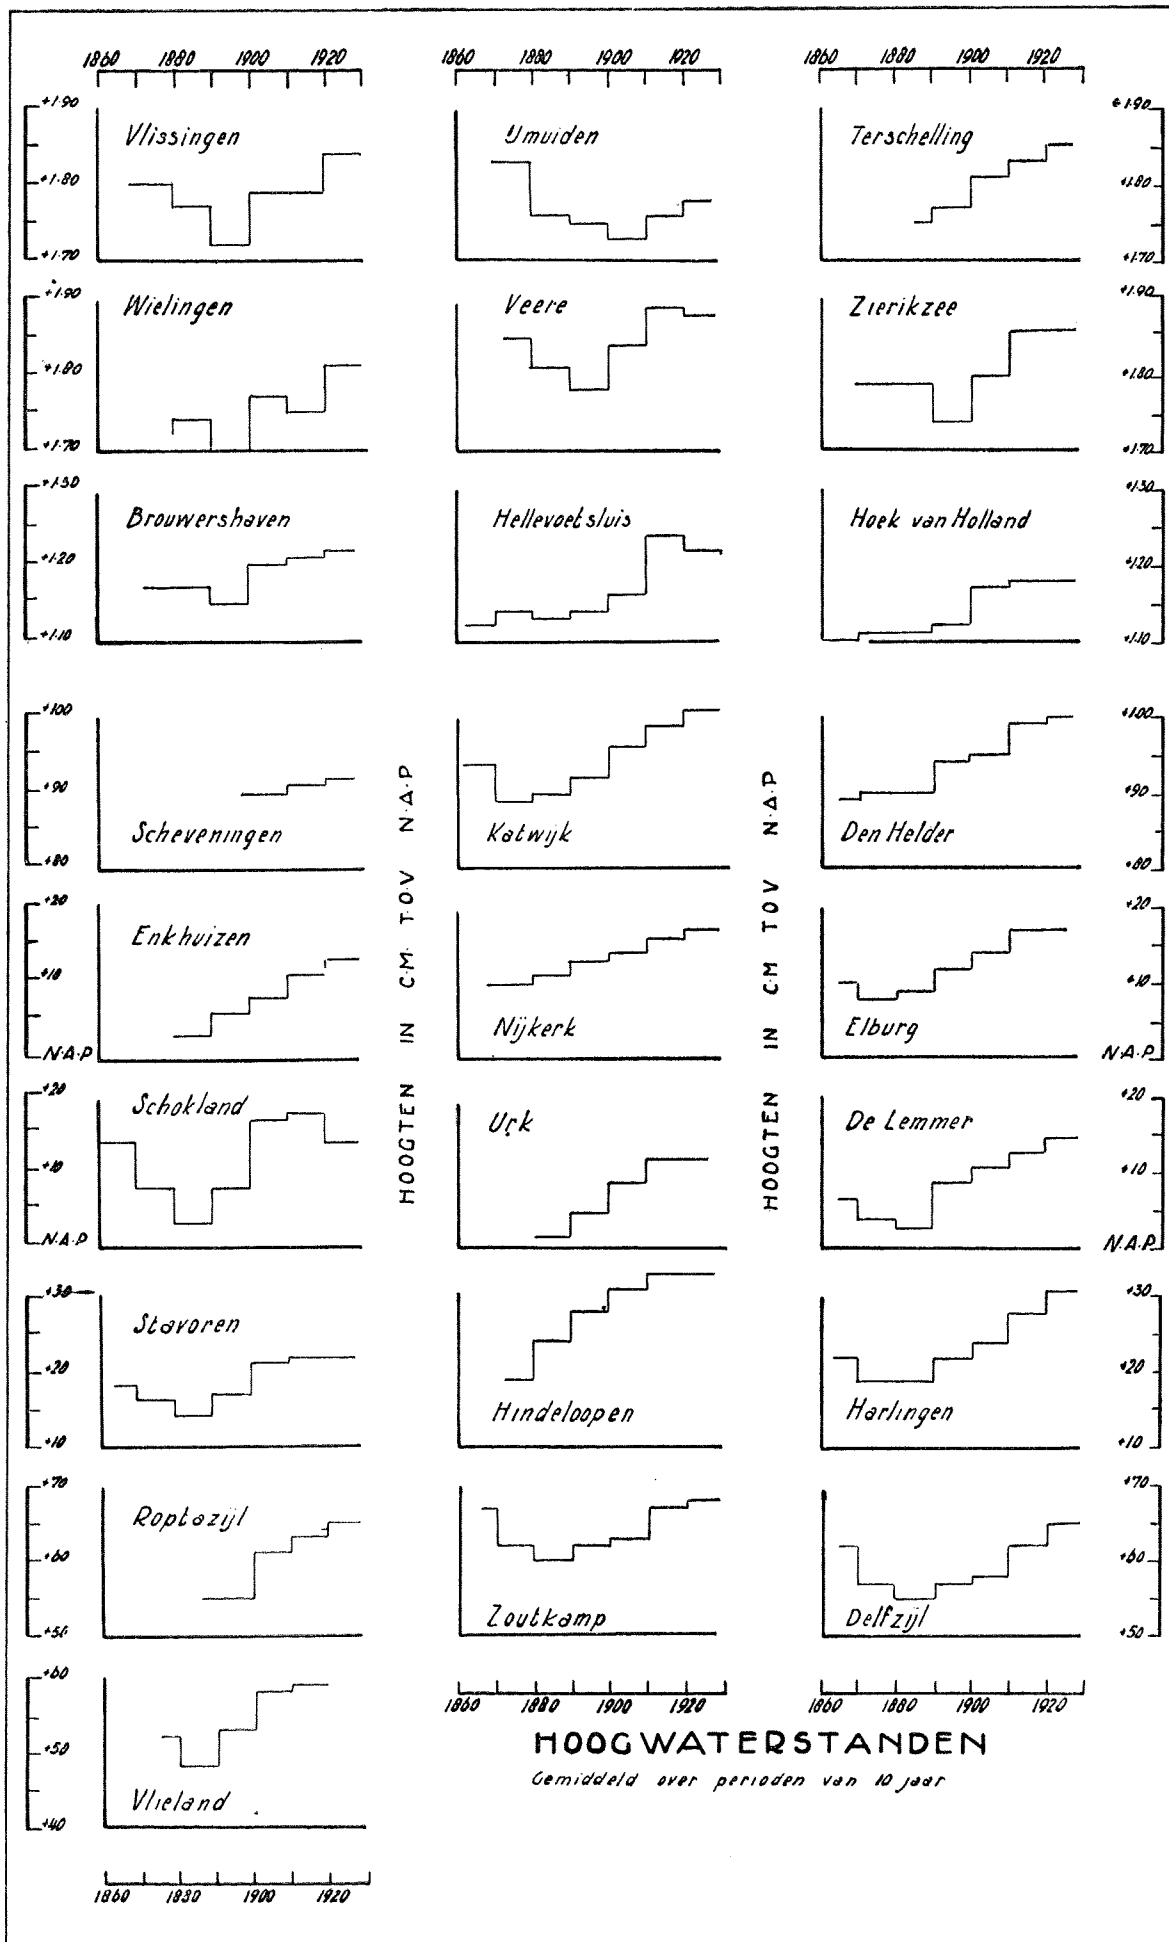 1860 1880 1900 1920
1860 1880 1900 1920
1860 1880 1900 1920
+1.90
+1.80
+1.70
Vlissingen
IJmuiden
Terschelling
+1.90
+1.80
+1.70
+1.90
+1.80
+1.70
Wielingen
Veere
Zierikzee
+1.90
+1.80
+1.70
+1.30
+1.20
+1.10
Brouwershaven
Hellevoetsluis
Hoek van Holland
+1.30
+1.20
+1.10
+100
+90
+80
Scheveningen
Katwijk
Den Helder
+1.00
+90
+80
+20
+10
N.A.P
Enkhuizen
Nijkerk
Elburg
+20
+10
N.A.P.
+20
+10
N.A.P
Schokland
Urk
De Lemmer
+20
+10
N.A.P.
HOOGTEN IN C.M. T.O.V N.A.P
HOOGTEN IN C.M TOV N.A.P
+30
+20
+10
Stavoren
Hindeloopen
Harlingen
+30
+20
+10
+70
+60
+50
Roptazijl
Zoutkamp
Delfzijl
+70
+60
+50
+60
+50
+40
Vlieland
1860 1880 1900 1920
1860 1880 1900 1920
HOOGWATERSTANDEN
Gemiddeld over perioden van 10 jaar
1860 1880 1900 1920